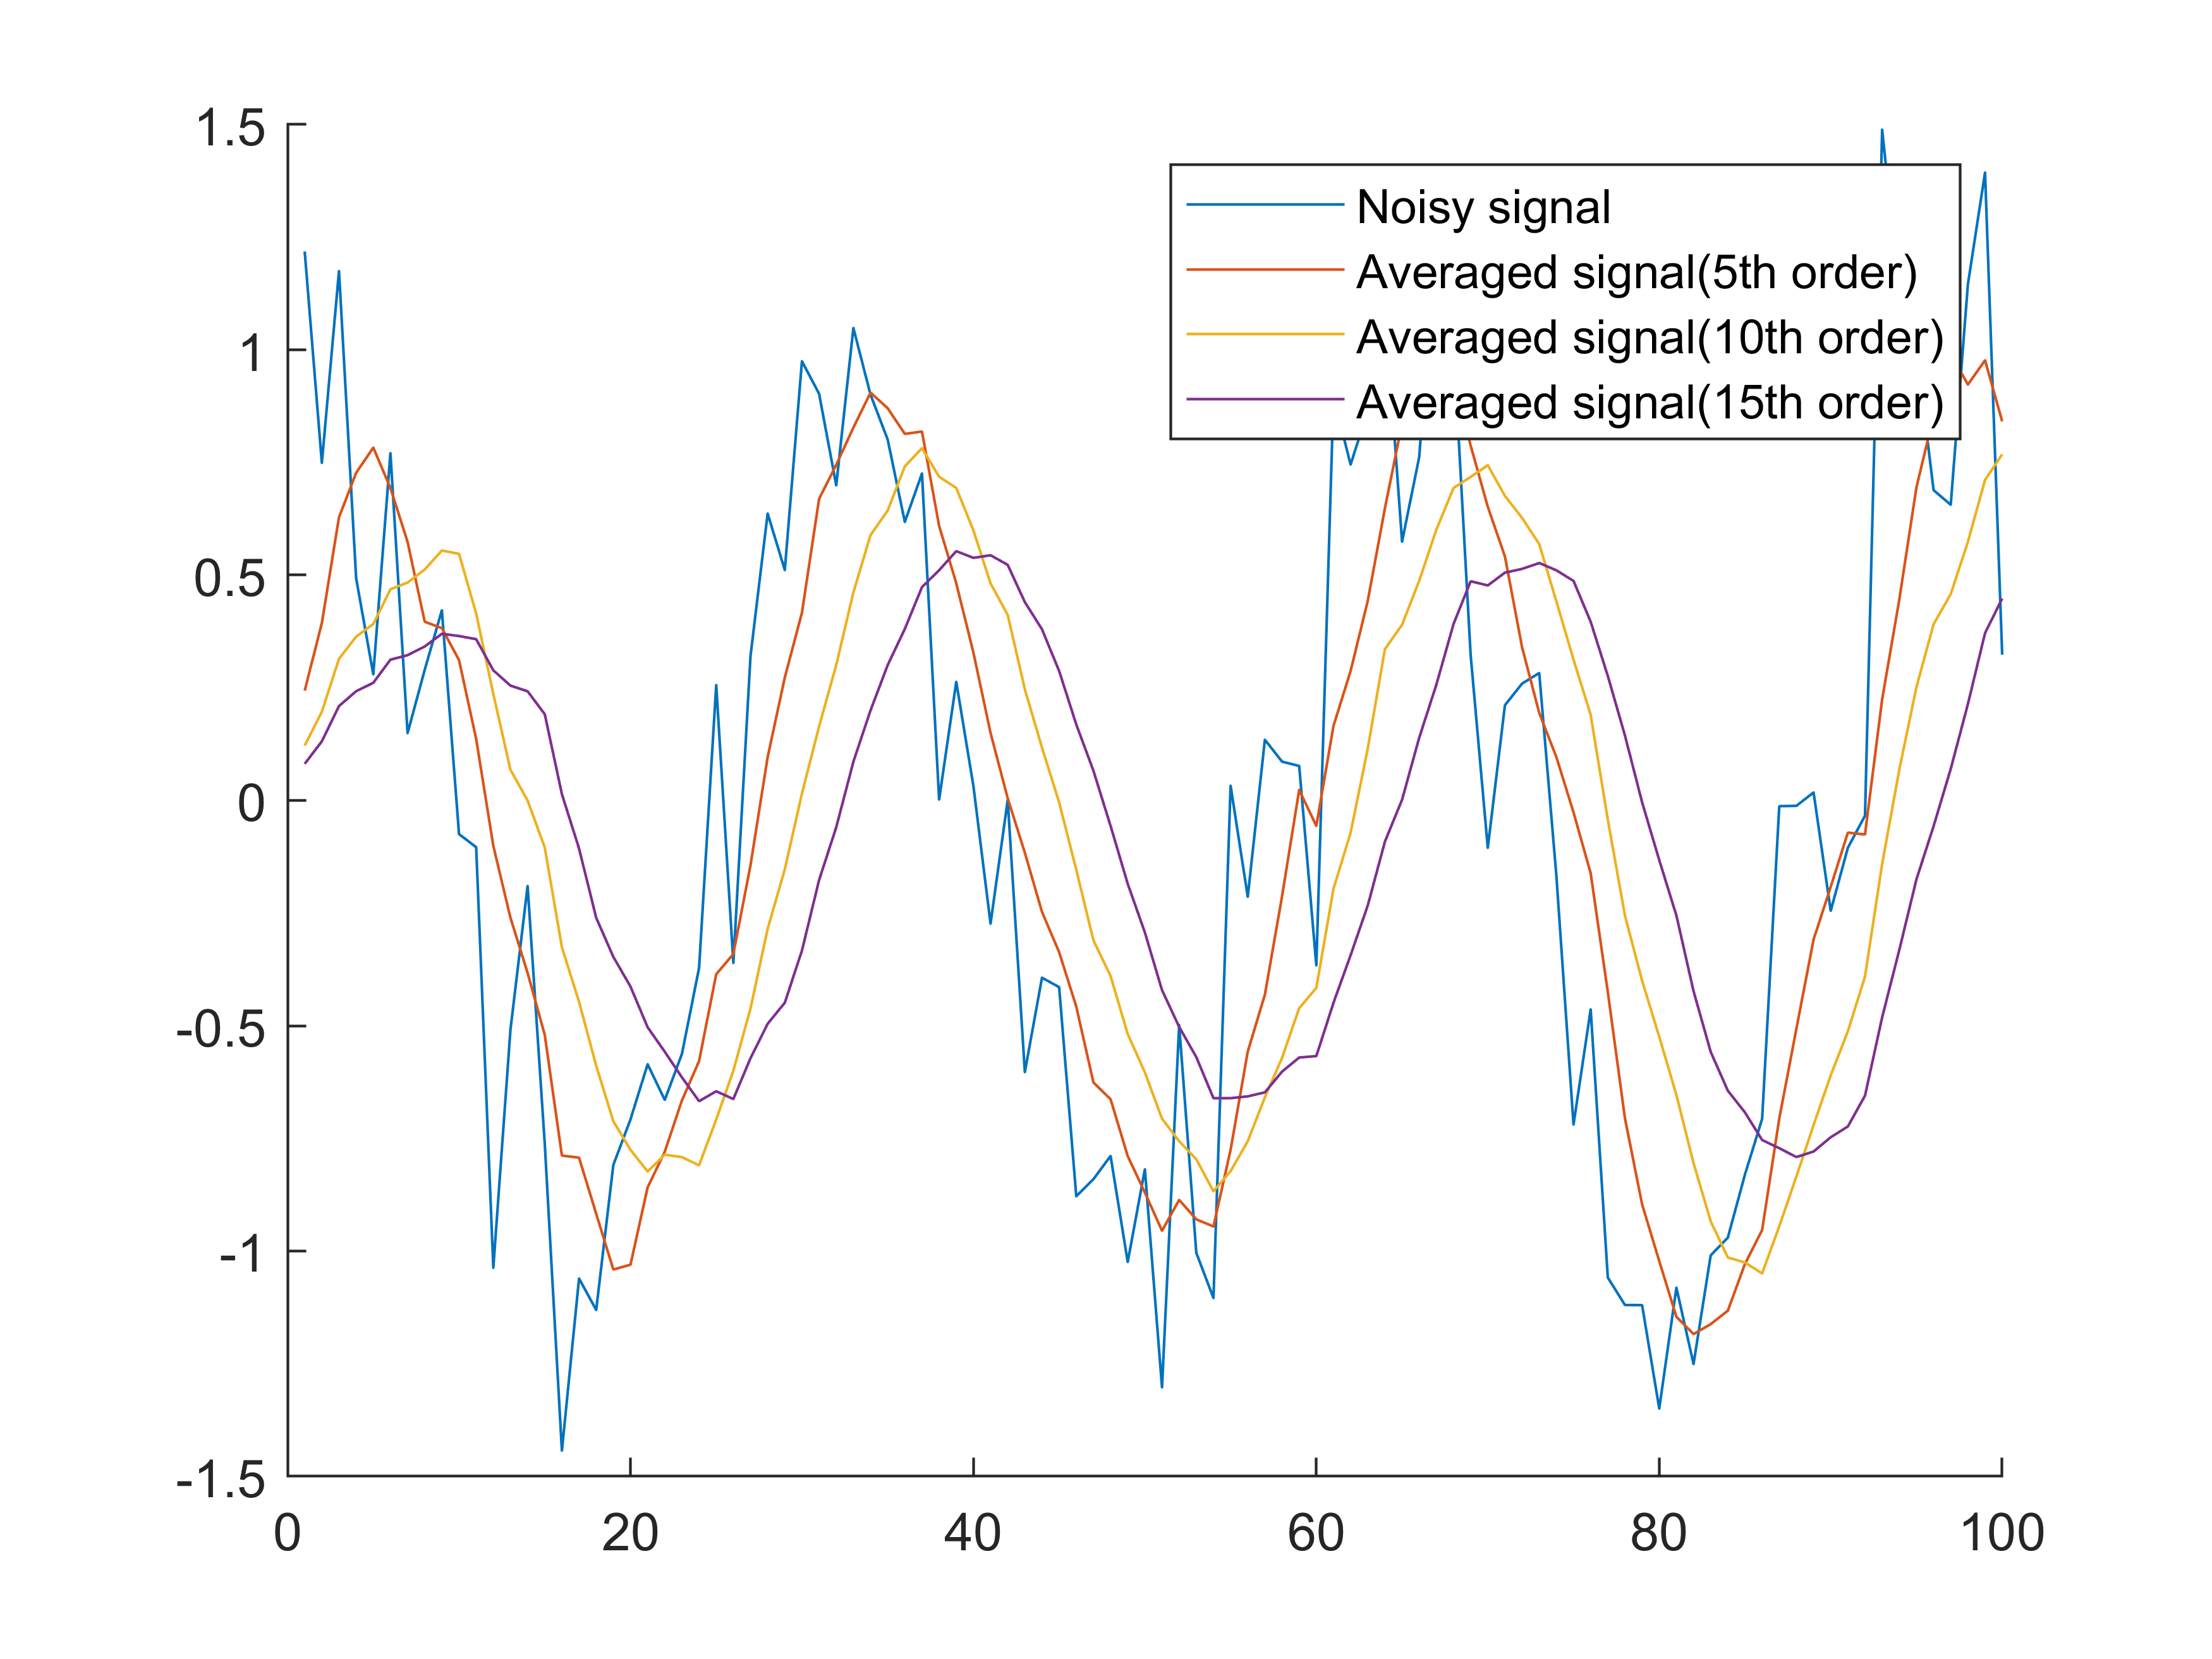 1.5
1
0.5
0
-0.5
-1
-1.5
0 20 40 60 80 100
Noisy signal
Averaged signal(5th order)
Averaged signal(10th order)
Averaged signal(15th order)